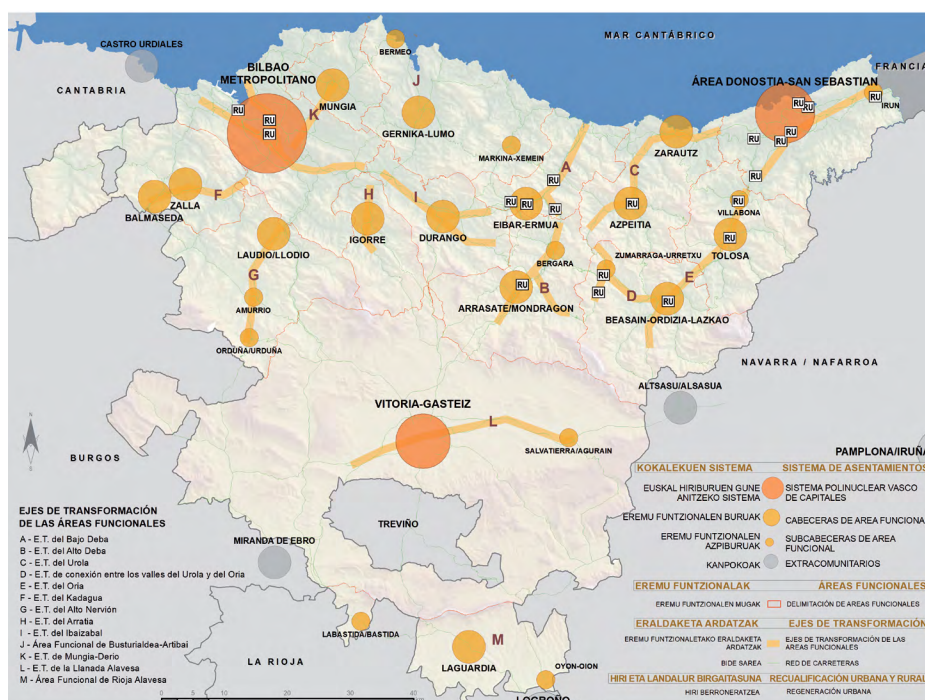 MAR CANTÁBRICO
CASTRO URDIALES
BERMEO
FRANCIA
BILBAO
METROPOLITANO
J
ÁREA DONOSTIA-SAN SEBASTIAN
CANTABRIA
MUNGIA
RU
RU
RU
RU
IRUN
RU
K
GERNIKA-LUMO
RU
RU
RU
MARKINA-XEMEIN
ZARAUTZ
A
C
RU
RU
ZALLA
F
H
I
RU
RU
RU
RU
RU
VILLABONA
BALMASEDA
IGORRE
DURANGO
EIBAR-ERMUA
AZPEITIA
RU
LAUDIO/LLODIO
BERGARA
ZUMARRAGA-URRETXU
TOLOSA
G
RU
B
RU
RU
D
E
RU
AMURRIO
ARRASATE/MONDRAGON
BEASAIN-ORDIZIA-LAZKAO
ORDUÑA/URDUÑA
NAVARRA / NAFARROA
ALTSASU/ALSASUA
VITORIA-GASTEIZ
L
SALVATIERRA/AGURAIN
N
BURGOS
PAMPLONA/IRUÑA
KOKALEKUEN SISTEMA
SISTEMA DE ASENTAMIENTOS
EUSKAL HIRIBURUEN GUNE
ANITZEKO SISTEMA
SISTEMA POLINUCLEAR VASCO
DE CAPITALES
EREMU FUNTZIONALEN BURUAK
CABECERAS DE AREA FUNCIONA
EREMU FUNTZIONALEN
AZPIBURUAK
SUBCABECERAS DE AREA
FUNCIONAL
KANPOKOAK
EXTRACOMUNITARIOS
EREMU FUNTZIONALAK
ÁREAS FUNCIONALES
EREMU FUNTZIONALEN MUGAK
DELIMITACIÓN DE AREAS FUNCIONALES
ERALDAKETA ARDATZAK
EJES DE TRANSFORMACIÓN
EREMU FUNTZIONALETAKO ERALDAKETA
ARDATZAK
EJES DE TRANSFORMACIÓN DE LAS
AREAS FUNCIONALES
BIDE SAREA
RED DE CARRETERAS
HIRI ETA LANDALUR BIRGAITASUNA
RECUALIFICACIÓN URBANA Y RURAL
HIRI BERRONERATZEA
REGENERACIÓN URBANA
EJES DE TRANSFORMACIÓN
DE LAS ÁREAS FUNCIONALES
A - E.T. del Bajo Deba
B - E.T. del Alto Deba
C - E.T. del Urola
D - E.T. de conexión entre los valles del Urola y del Oria
E - E.T. del Oria
F - E.T. del Kadagua
G - E.T. del Alto Nervión
H - E.T. del Arratia
I - E.T. del Ibaizabal
J - Área Funcional de Busturialdea-Artibai
K - E.T. de Mungia-Derio
L - E.T. de la Llanada Alavesa
M - Área Funcional de Rioja Alavesa
TREVIÑO
MIRANDA DE EBRO
LABASTIDA/BASTIDA
LA RIOJA
M
LAGUARDIA
OYON-OION
LOGROÑO